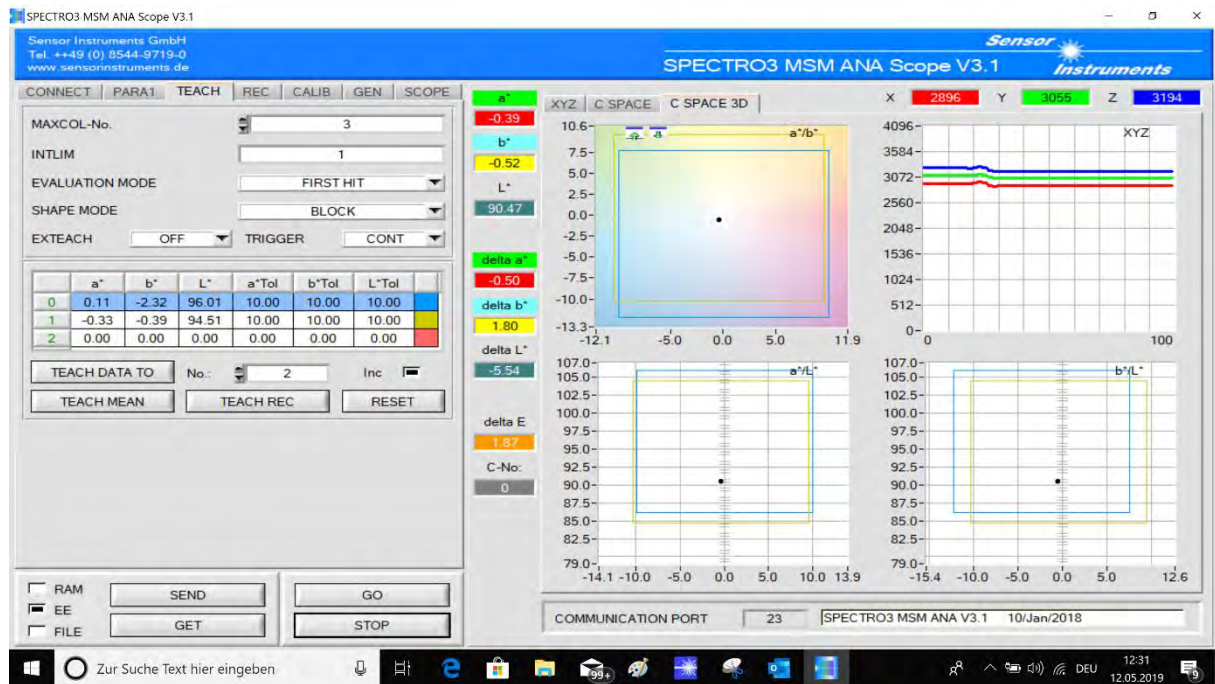 SPECTRO3 MSM ANA Scope V3.1
Sensor Instruments GmbH
Tel. ++49 (0) 8544-9719-0
www.sensorinstruments.de
SPECTRO3 MSM ANA Scope V3.1
Sensor Instruments
CONNECT PARA1 TEACH REC CALIB GEN SCOPE
MAXCOL-No. 3
INTLIM 1
EVALUATION MODE FIRST HIT
SHAPE MODE BLOCK
EXTEACH OFF TRIGGER CONT
a* b* L* a*Tol b*Tol L*Tol
0 0.11 -2.32 96.01 10.00 10.00 10.00
1 -0.33 -0.39 94.51 10.00 10.00 10.00
2 0.00 0.00 0.00 0.00 0.00 0.00
TEACH DATA TO No.: 2 Inc
TEACH MEAN TEACH REC RESET
RAM
EE
FILE
SEND GO
GET STOP
a*
-0.39
b*
-0.52
L*
90.47
delta a*
-0.50
delta b*
1.80
delta L*
-5.54
delta E
1.87
C-No:
0
XYZ C SPACE C SPACE 3D
X 2896 Y 3055 Z 3194
a*/b*
10.6
7.5
5.0
2.5
0.0
-2.5
-5.0
-7.5
-10.0
-13.3
-12.1 -5.0 0.0 5.0 11.9
XYZ
4096
3584
3072
2560
2048
1536
1024
512
0
0 100
a*/L*
107.0
105.0
102.5
100.0
97.5
95.0
92.5
90.0
87.5
85.0
82.5
79.0
-14.1 -10.0 -5.0 0.0 5.0 10.0 13.9
b*/L*
107.0
105.0
102.5
100.0
97.5
95.0
92.5
90.0
87.5
85.0
82.5
79.0
-15.4 -10.0 -5.0 0.0 5.0 12.6
COMMUNICATION PORT 23 SPECTRO3 MSM ANA V3.1 10/Jan/2018
Zur Suche Text hier eingeben
99+
DEU
12:31
12.05.2019
9